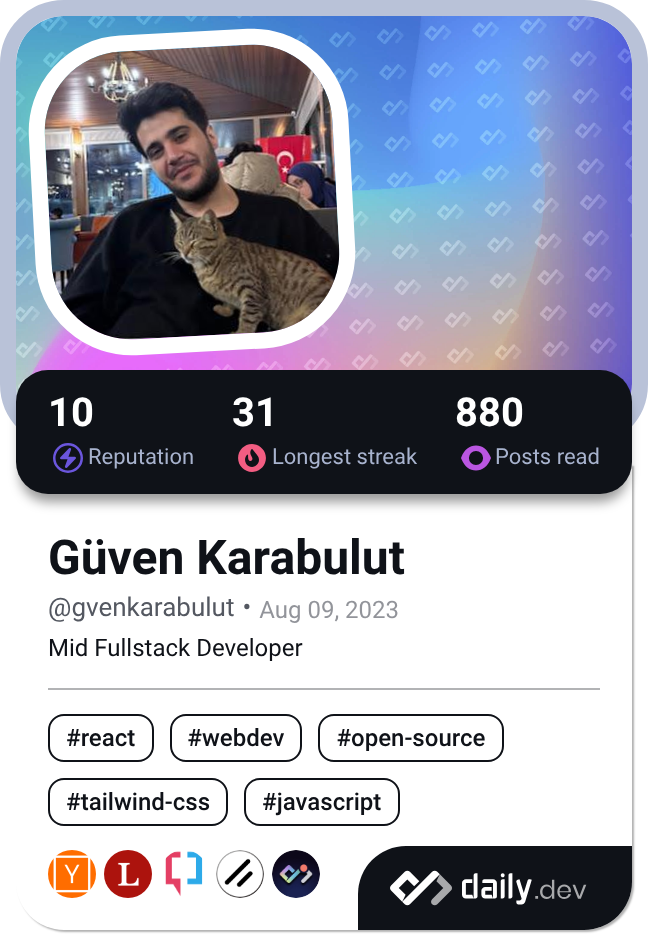 10 31 880
Reputation Longest streak Posts read
Güven Karabulut
@gvenkarabulut • Aug 09, 2023
Mid Fullstack Developer
#react #webdev #open-source
#tailwind-css #javascript
Y L daily.dev